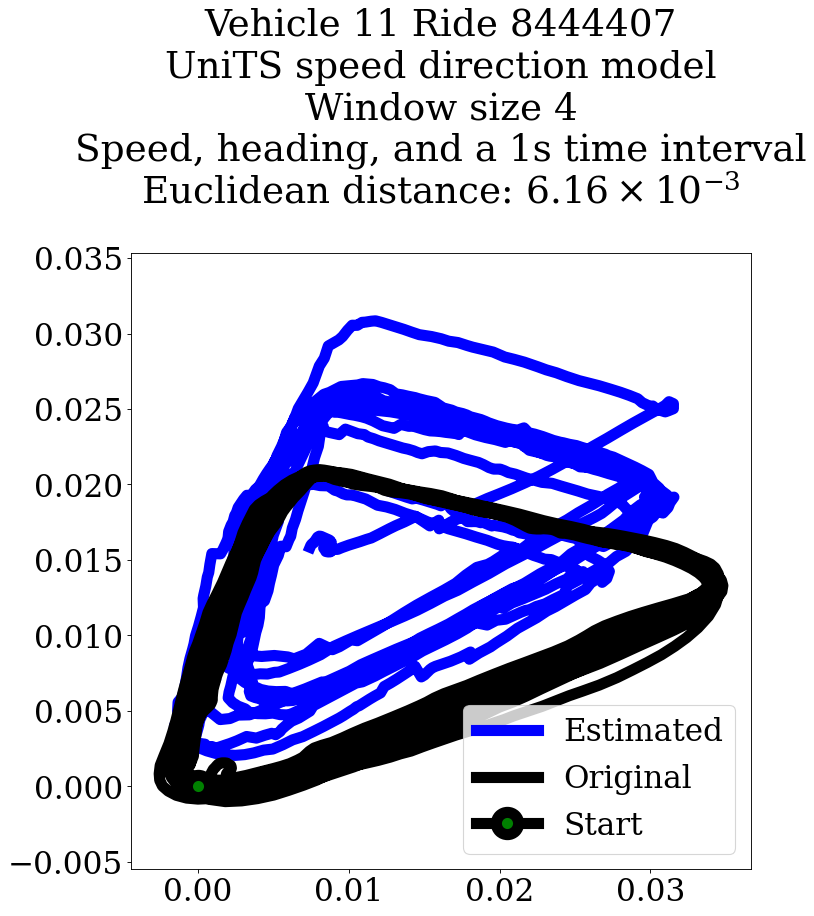 Vehicle 11 Ride 8444407
UniTS speed direction model
Window size 4
Speed, heading, and a 1s time interval
Euclidean distance: 6.16 × 10⁻³
0.035
0.030
0.025
0.020
0.015
0.010
0.005
0.000
−0.005
Estimated
Original
Start
0.00 0.01 0.02 0.03